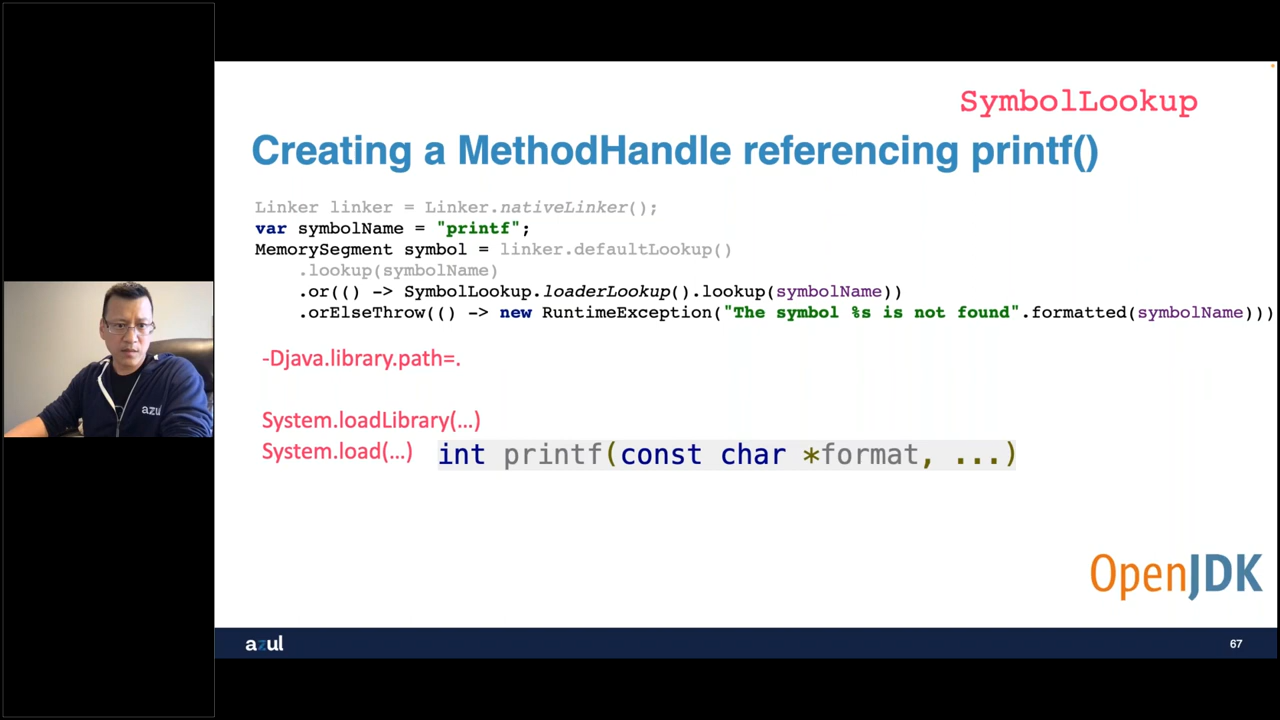 SymbolLookup
Creating a MethodHandle referencing printf()
Linker linker = Linker.nativeLinker();
var symbolName = "printf";
MemorySegment symbol = linker.defaultLookup()
.lookup(symbolName)
.or(() -> SymbolLookup.loaderLookup().lookup(symbolName))
.orElseThrow(() -> new RuntimeException("The symbol %s is not found".formatted(symbolName)));
-Djava.library.path=.
System.loadLibrary(…)
System.load(…)
int printf(const char *format, ...)
azul
OpenJDK
azul
67